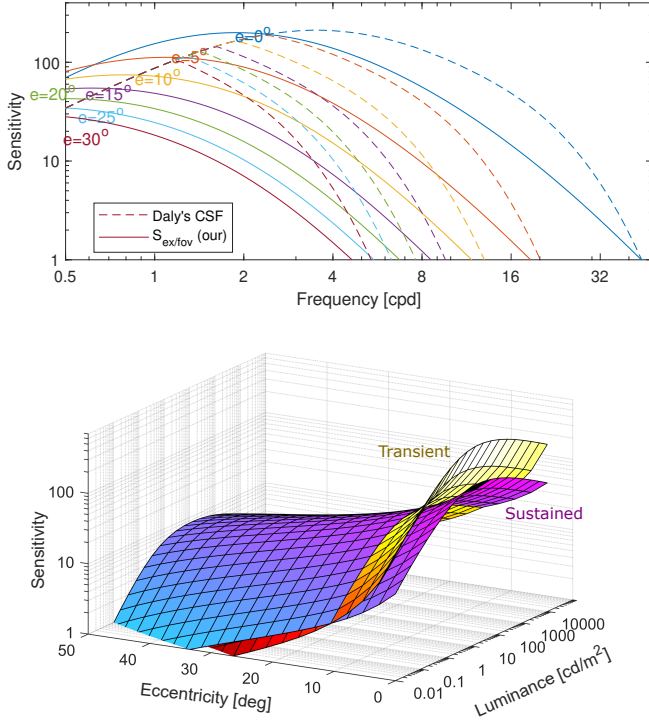 100
10
1
Sensitivity
e=0°
e=5°
e=10°
e=20°
e=15°
e=25°
e=30°
Daly's CSF
S_ex/fov (our)
0.5 1 2 4 8 16 32
Frequency [cpd]
Transient
Sustained
100
10
1
Sensitivity
50 40 30 20 10 0
Eccentricity [deg]
0.01 0.1 1 10 100 1000 10000
Luminance [cd/m²]